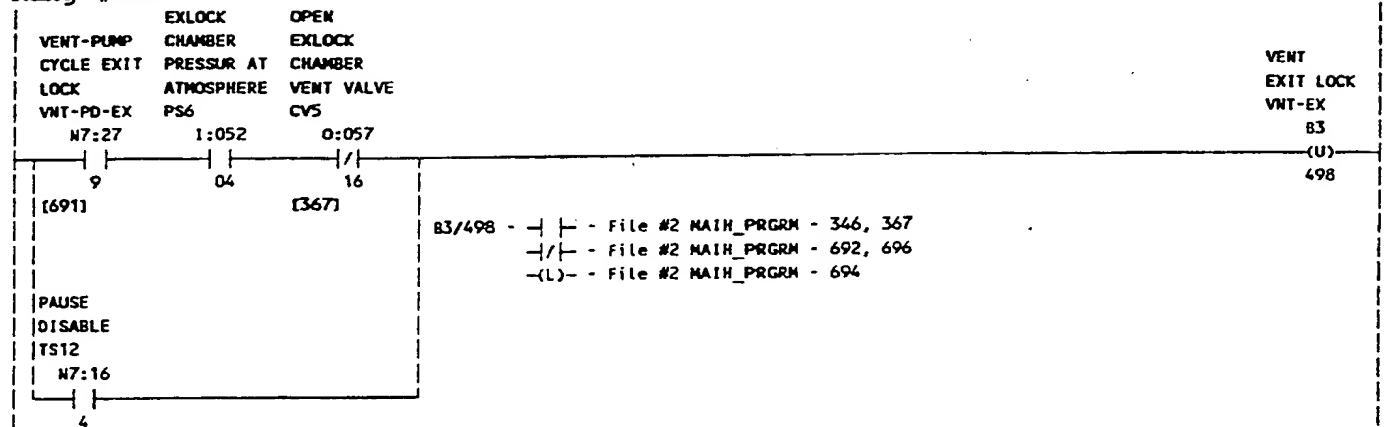 EXLOCK OPEN
VENT-PUMP CHAMBER EXLOCK
CYCLE EXIT PRESSUR AT CHAMBER VENT
LOCK ATMOSPHERE VENT VALVE EXIT LOCK
VNT-PD-EX PS6 CV5 VNT-EX
N7:27 I:052 O:057 B3
(U)
9 04 16 498
[691] [367]
B3/498 - -| |- - File #2 MAIN_PRGRM - 346, 367
-|/|- - File #2 MAIN_PRGRM - 692, 696
-(L)- - File #2 MAIN_PRGRM - 694
PAUSE
DISABLE
TS12
N7:16
4